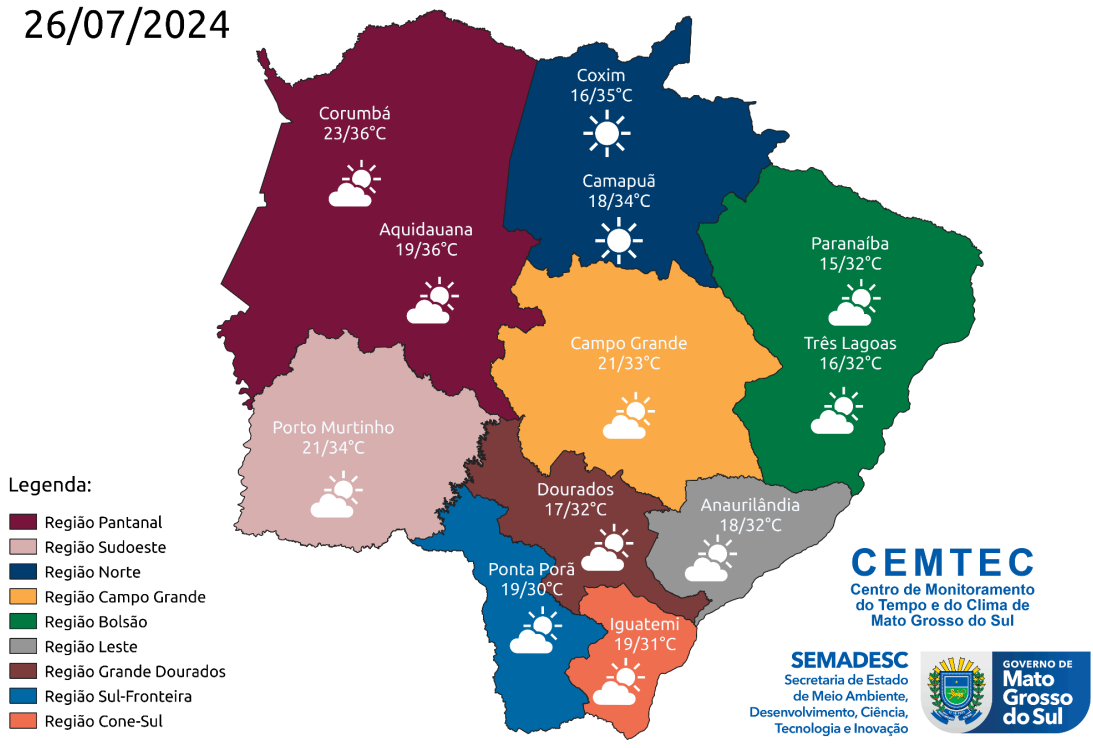 26/07/2024
Coxim
16/35°C
Corumbá
23/36°C
Camapuã
18/34°C
Aquidauana
19/36°C
Paranaíba
15/32°C
Campo Grande
21/33°C
Três Lagoas
16/32°C
Porto Murtinho
21/34°C
Dourados
17/32°C
Anaurilândia
18/32°C
Ponta Porã
19/30°C
Iguatemi
19/31°C
Legenda:
Região Pantanal
Região Sudoeste
Região Norte
Região Campo Grande
Região Bolsão
Região Leste
Região Grande Dourados
Região Sul-Fronteira
Região Cone-Sul
CEMTEC
Centro de Monitoramento
do Tempo e do Clima de
Mato Grosso do Sul
SEMADESC
Secretaria de Estado
de Meio Ambiente,
Desenvolvimento, Ciência,
Tecnologia e Inovação
GOVERNO DE
Mato
Grosso
do Sul